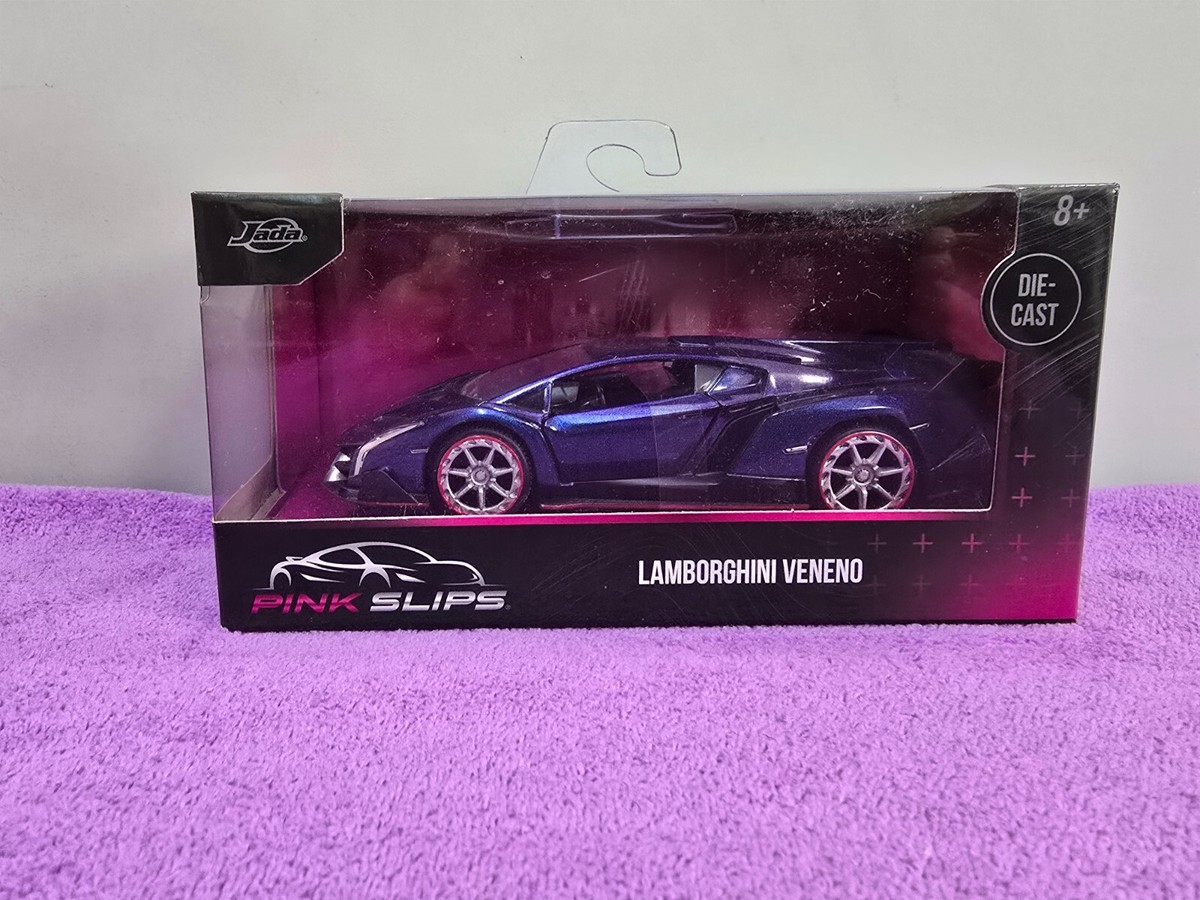 Jada
8+
DIE-
CAST
LAMBORGHINI VENENO
PINK SLIPS